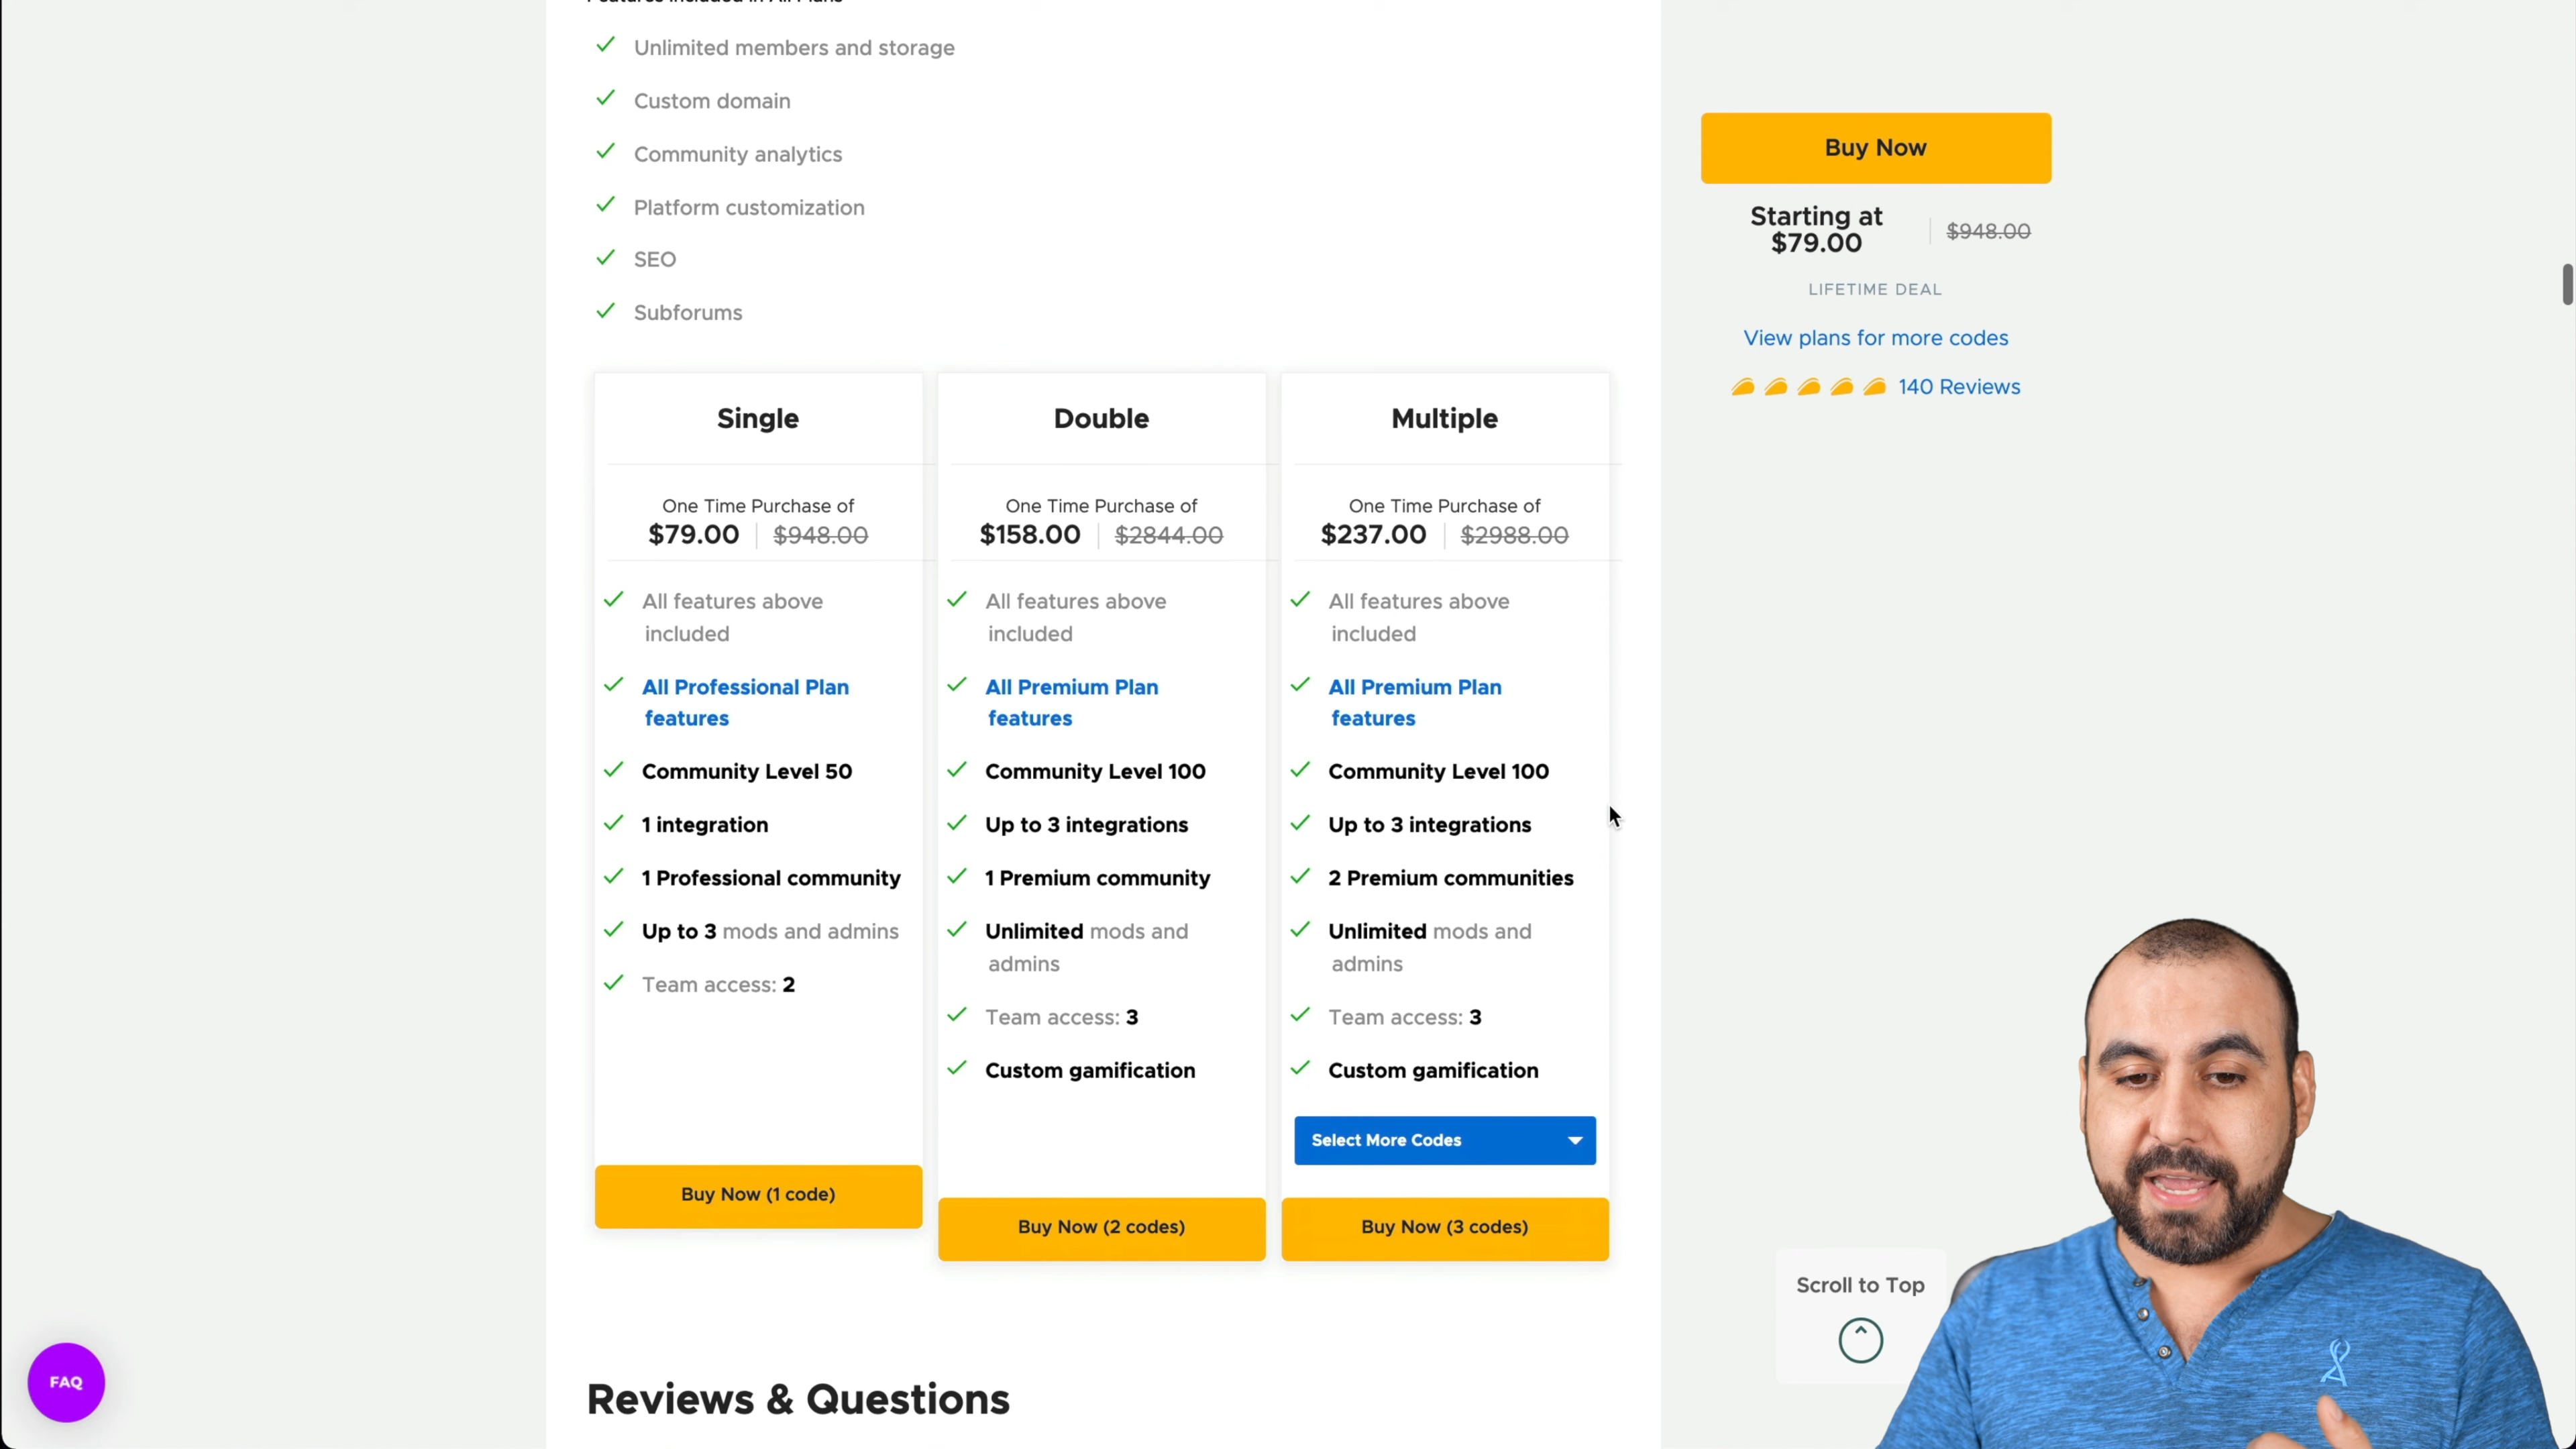 Features Included in All Plans
Unlimited members and storage
Custom domain
Community analytics
Platform customization
SEO
Subforums
Buy Now
Starting at
$79.00
$948.00
LIFETIME DEAL
View plans for more codes
140 Reviews
Single
One Time Purchase of
$79.00 $948.00
All features above
included
All Professional Plan
features
Community Level 50
1 integration
1 Professional community
Up to 3 mods and admins
Team access: 2
Buy Now (1 code)
Double
One Time Purchase of
$158.00 $2844.00
All features above
included
All Premium Plan
features
Community Level 100
Up to 3 integrations
1 Premium community
Unlimited mods and
admins
Team access: 3
Custom gamification
Buy Now (2 codes)
Multiple
One Time Purchase of
$237.00 $2988.00
All features above
included
All Premium Plan
features
Community Level 100
Up to 3 integrations
2 Premium communities
Unlimited mods and
admins
Team access: 3
Custom gamification
Select More Codes
Buy Now (3 codes)
Scroll to Top
FAQ
Reviews & Questions